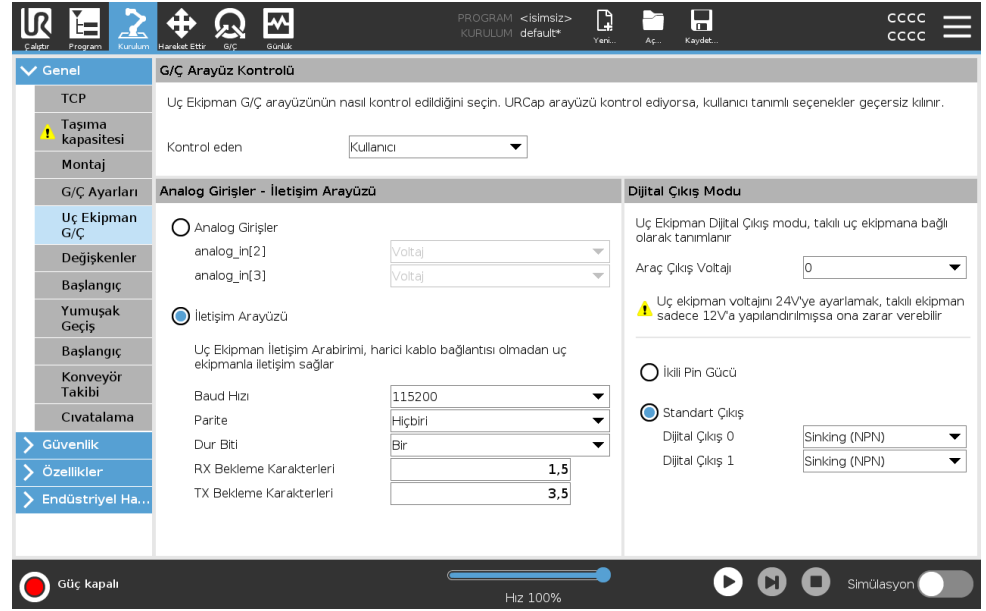 UR
Çalıştır
Program
Kurulum
Hareket Ettir
G/Ç
Günlük
PROGRAM <isimsiz>
KURULUM default*
Yeni...
Aç...
Kaydet...
CCCC
CCCC
Genel
TCP
Taşıma
kapasitesi
Montaj
G/Ç Ayarları
Uç Ekipman
G/Ç
Değişkenler
Başlangıç
Yumuşak
Geçiş
Başlangıç
Konveyör
Takibi
Cıvatalama
Güvenlik
Özellikler
Endüstriyel Ha...
G/Ç Arayüz Kontrolü
Uç Ekipman G/Ç arayüzünün nasıl kontrol edildiğini seçin. URCap arayüzü kontrol ediyorsa, kullanıcı tanımlı seçenekler geçersiz kılınır.
Kontrol eden Kullanıcı
Analog Girişler - İletişim Arayüzü
Analog Girişler
analog_in[2] Voltaj
analog_in[3] Voltaj
İletişim Arayüzü
Uç Ekipman İletişim Arabirimi, harici kablo bağlantısı olmadan uç
ekipmanla iletişim sağlar
Baud Hızı 115200
Parite Hiçbiri
Dur Biti Bir
RX Bekleme Karakterleri 1,5
TX Bekleme Karakterleri 3,5
Dijital Çıkış Modu
Uç Ekipman Dijital Çıkış modu, takılı uç ekipmana bağlı
olarak tanımlanır
Araç Çıkış Voltajı 0
Uç ekipman voltajını 24V'ye ayarlamak, takılı ekipman
sadece 12V'a yapılandırılmışsa ona zarar verebilir
İkili Pin Gücü
Standart Çıkış
Dijital Çıkış 0 Sinking (NPN)
Dijital Çıkış 1 Sinking (NPN)
Güç kapalı
Hız 100%
Simülasyon